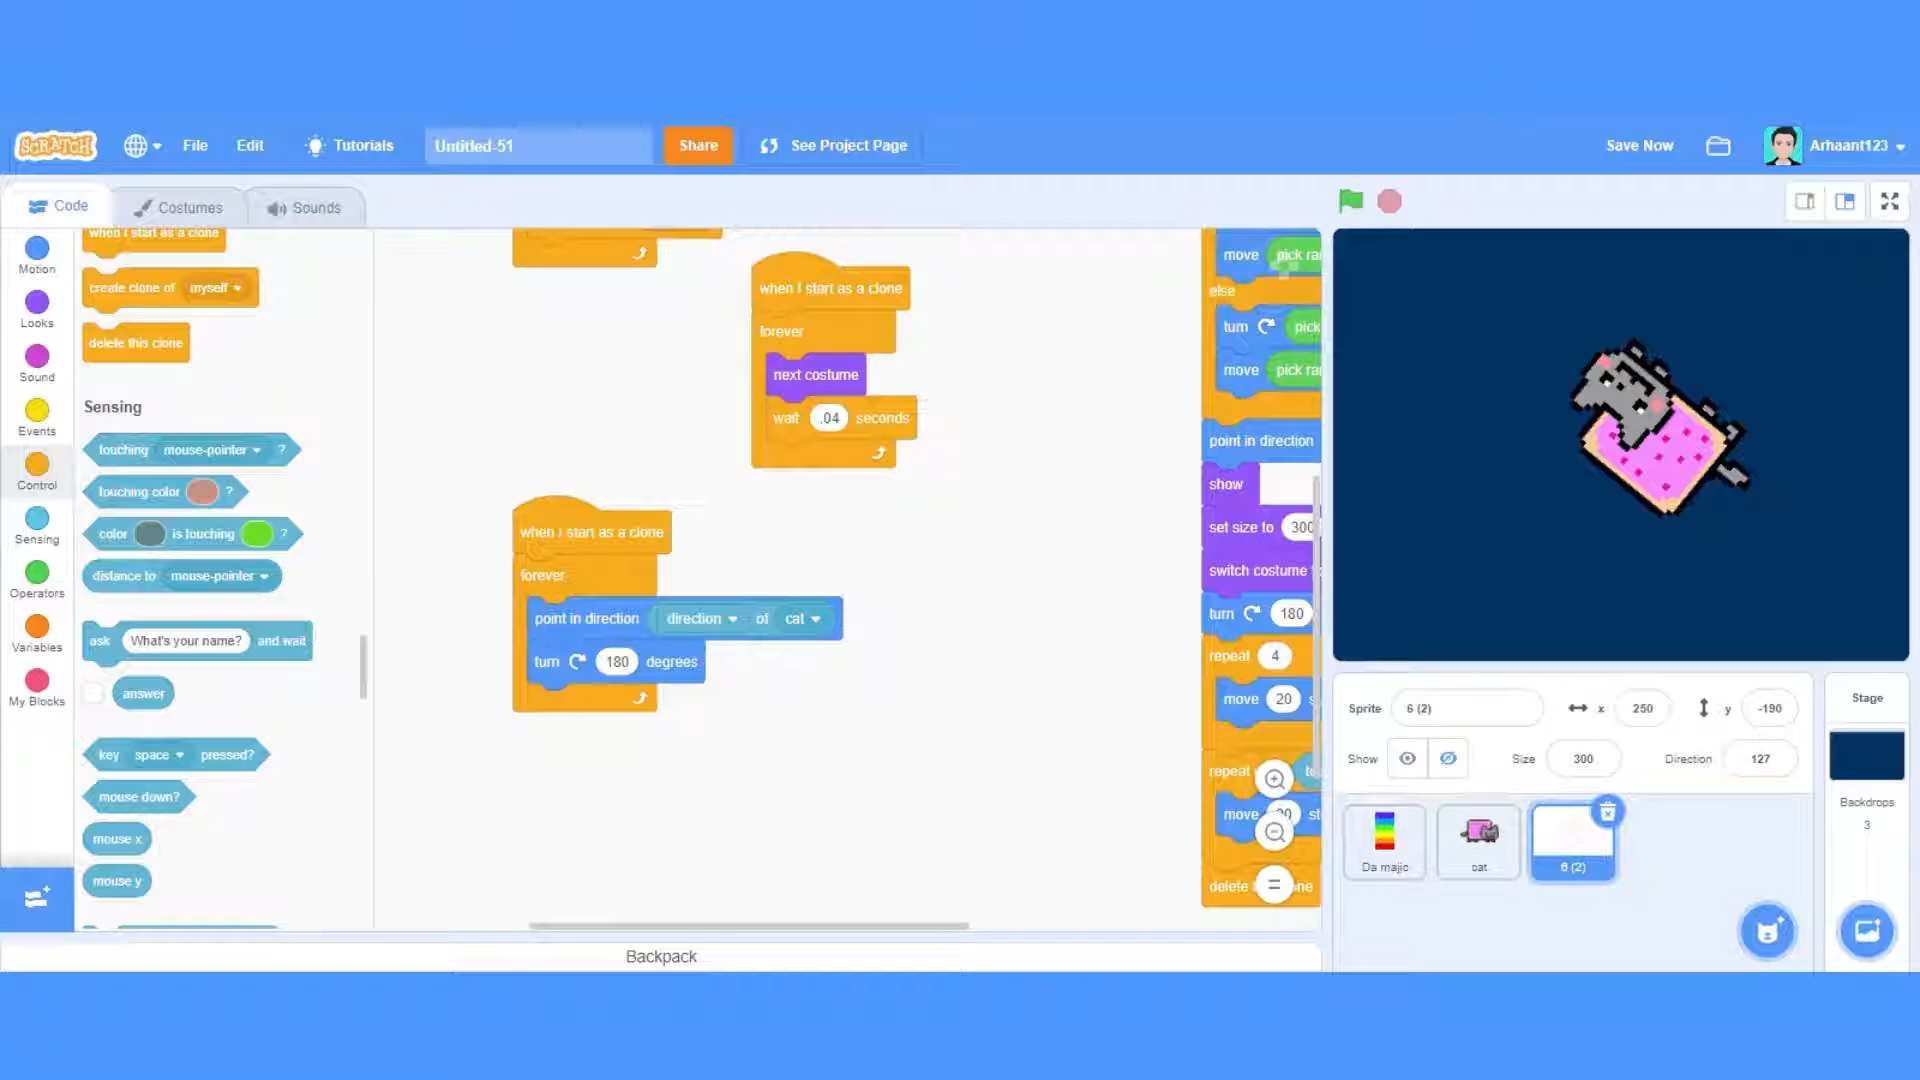 SCRATCH
File
Edit
Tutorials
Untitled-51
Share
See Project Page
Save Now
Arhaant123
Code
Costumes
Sounds
Motion
Looks
Sound
Events
Control
Sensing
Operators
Variables
My Blocks
when I start as a clone
create clone of myself
delete this clone
Sensing
touching mouse-pointer ?
touching color ?
color is touching ?
distance to mouse-pointer
ask What's your name? and wait
answer
key space pressed?
mouse down?
mouse x
mouse y
when I start as a clone
forever
next costume
wait .04 seconds
when I start as a clone
forever
point in direction direction of cat
turn 180 degrees
move pick
else
turn pick
move pick
point in direction
show
set size to 300
switch costume
turn 180
repeat 4
move 20
repeat
move
delete
Backpack
Sprite 6 (2) x 250 y -190
Show Size 300 Direction 127
Da majic
cat
6 (2)
Stage
Backdrops
3